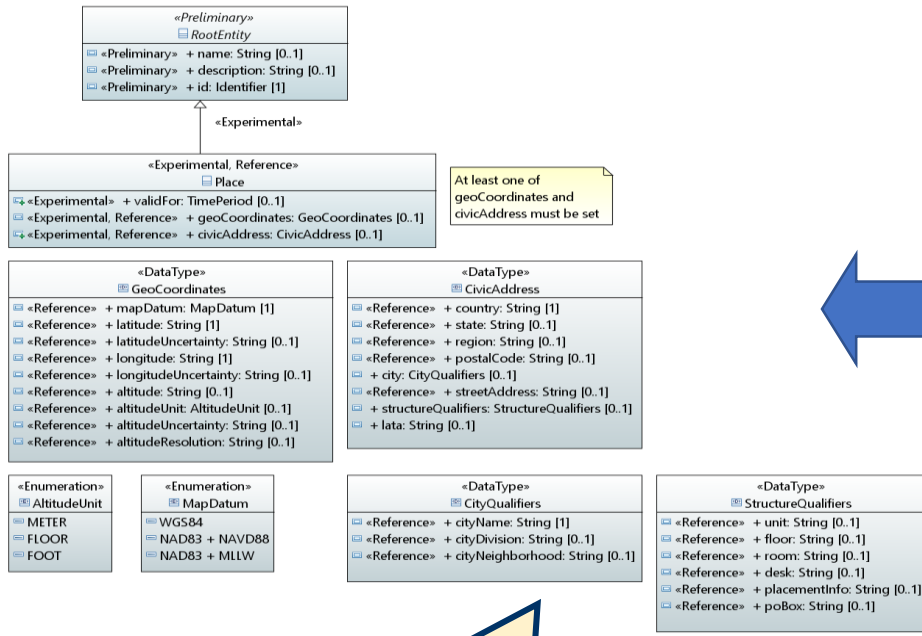 «Preliminary»
RootEntity
«Preliminary» + name: String [0..1]
«Preliminary» + description: String [0..1]
«Preliminary» + id: Identifier [1]
«Experimental»
«Experimental, Reference»
Place
«Experimental» + validFor: TimePeriod [0..1]
«Experimental, Reference» + geoCoordinates: GeoCoordinates [0..1]
«Experimental, Reference» + civicAddress: CivicAddress [0..1]
At least one of
geoCoordinates and
civicAddress must be set
«DataType»
GeoCoordinates
«Reference» + mapDatum: MapDatum [1]
«Reference» + latitude: String [1]
«Reference» + latitudeUncertainty: String [0..1]
«Reference» + longitude: String [1]
«Reference» + longitudeUncertainty: String [0..1]
«Reference» + altitude: String [0..1]
«Reference» + altitudeUnit: AltitudeUnit [0..1]
«Reference» + altitudeUncertainty: String [0..1]
«Reference» + altitudeResolution: String [0..1]
«DataType»
CivicAddress
«Reference» + country: String [1]
«Reference» + state: String [0..1]
«Reference» + region: String [0..1]
«Reference» + postalCode: String [0..1]
+ city: CityQualifiers [0..1]
«Reference» + streetAddress: String [0..1]
+ structureQualifiers: StructureQualifiers [0..1]
+ lata: String [0..1]
«Enumeration»
AltitudeUnit
METER
FLOOR
FOOT
«Enumeration»
MapDatum
WGS84
NAD83 + NAVD88
NAD83 + MLLW
«DataType»
CityQualifiers
«Reference» + cityName: String [1]
«Reference» + cityDivision: String [0..1]
«Reference» + cityNeighborhood: String [0..1]
«DataType»
StructureQualifiers
«Reference» + unit: String [0..1]
«Reference» + floor: String [0..1]
«Reference» + room: String [0..1]
«Reference» + desk: String [0..1]
«Reference» + placementInfo: String [0..1]
«Reference» + poBox: String [0..1]